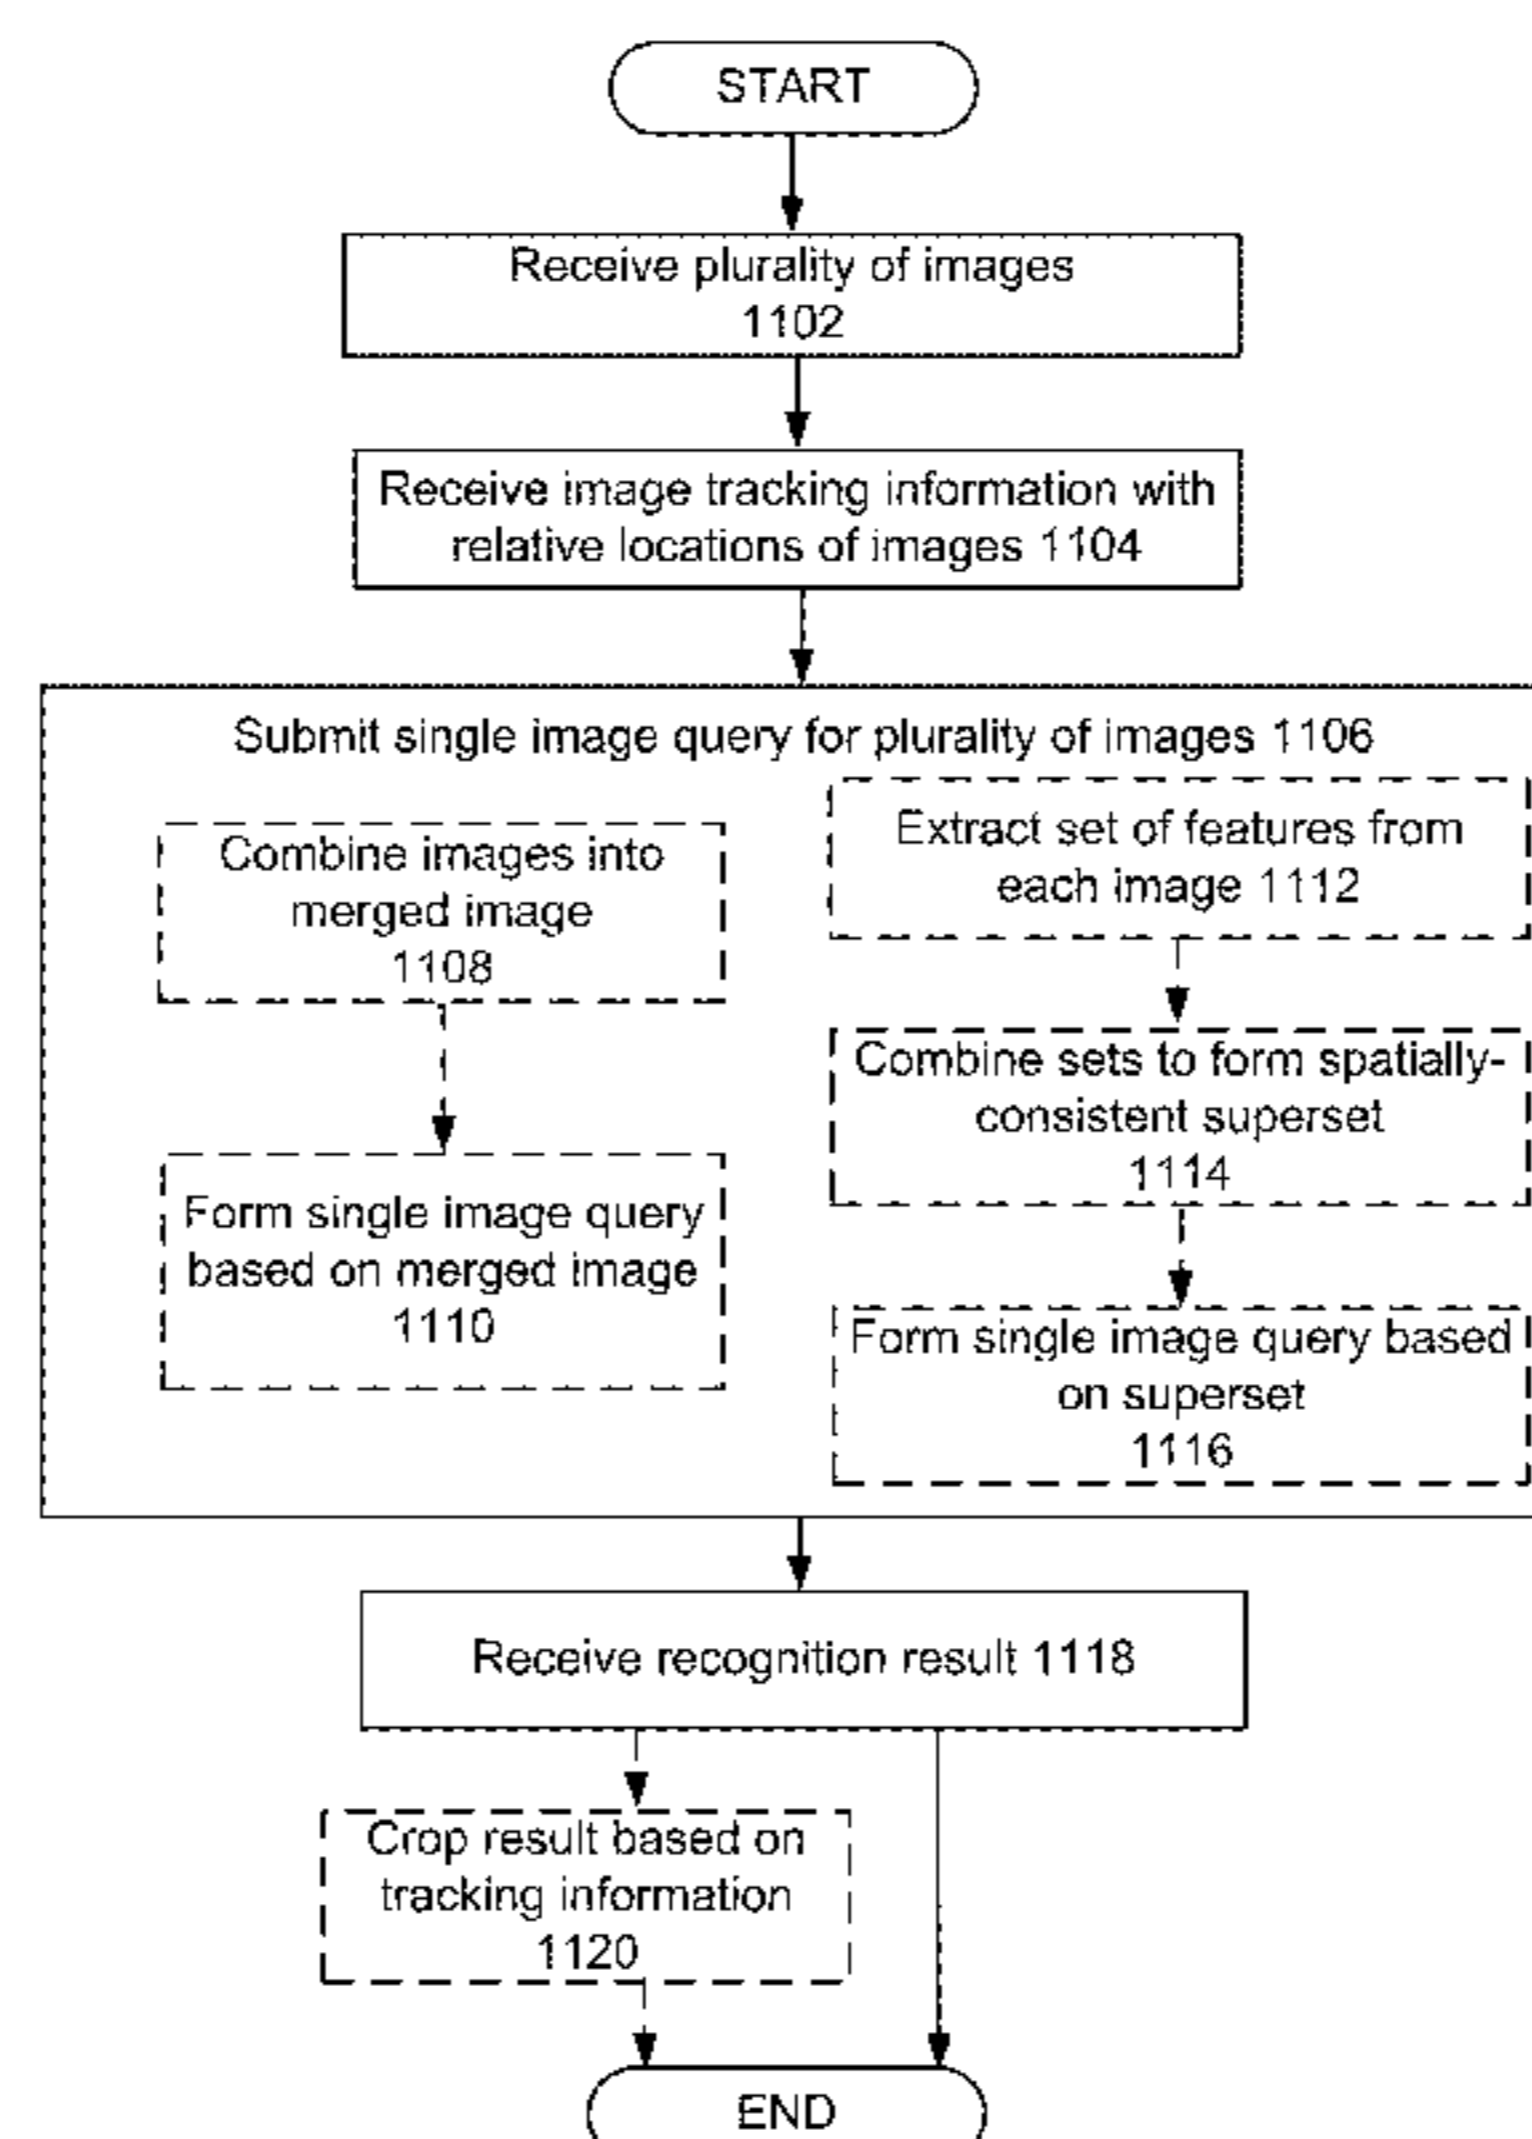 START
Receive plurality of images
1102
Receive image tracking information with
relative locations of images 1104
Submit single image query for plurality of images 1106
Combine images into
merged image
1108
Form single image query
based on merged image
1110
Extract set of features from
each image 1112
Combine sets to form spatially-
consistent superset
1114
Form single image query based
on superset
1116
Receive recognition result 1118
Crop result based on
tracking information
1120
END